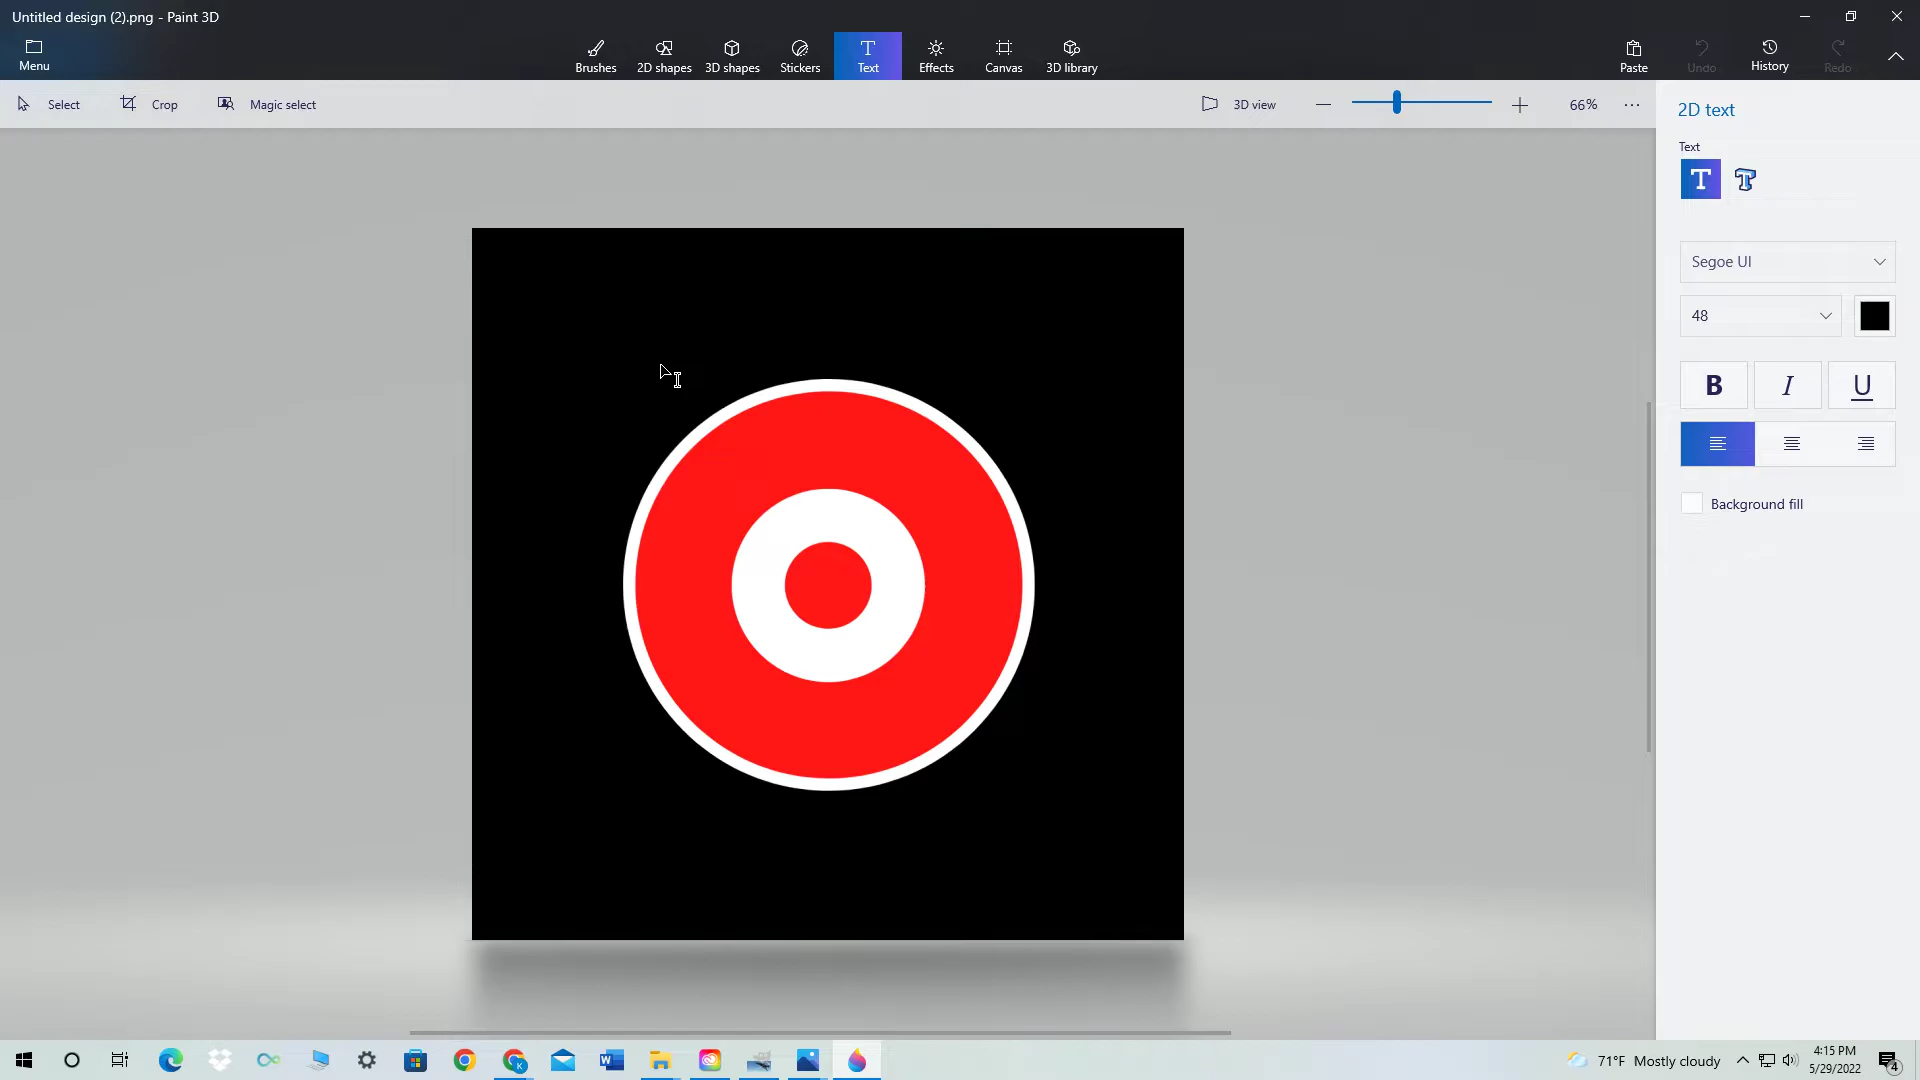 Untitled design (2).png - Paint 3D
Menu
Brushes
2D shapes
3D shapes
Stickers
Text
Effects
Canvas
3D library
Paste
Undo
History
Redo
Select
Crop
Magic select
3D view
66%
2D text
Text
Segoe UI
48
B
I
U
Background fill
71°F Mostly cloudy
4:15 PM
5/29/2022
4